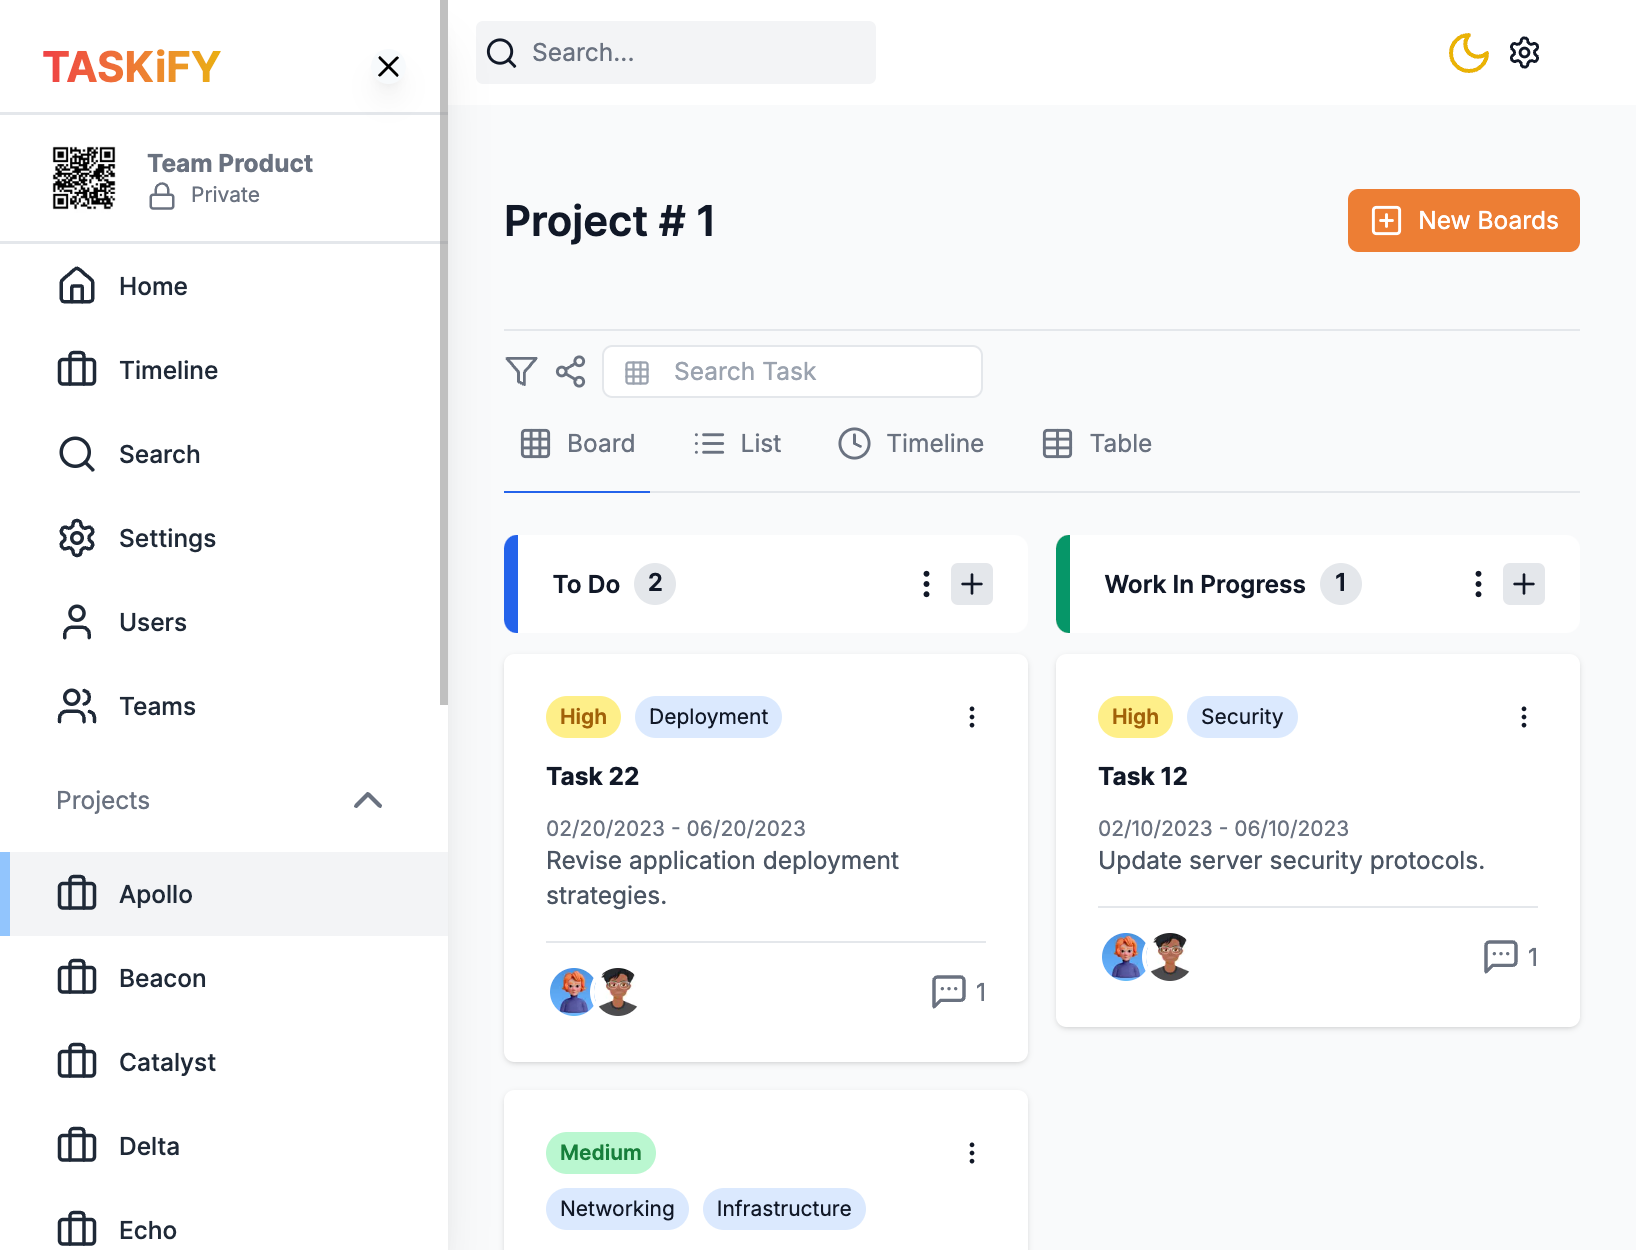 TASKiFY
Search...
Team Product
Private
Home
Timeline
Search
Settings
Users
Teams
Projects
Apollo
Beacon
Catalyst
Delta
Echo
Project # 1
New Boards
Search Task
Board List Timeline Table
To Do 2
High Deployment
Task 22
02/20/2023 - 06/20/2023
Revise application deployment
strategies.
1
Medium
Networking Infrastructure
Work In Progress 1
High Security
Task 12
02/10/2023 - 06/10/2023
Update server security protocols.
1